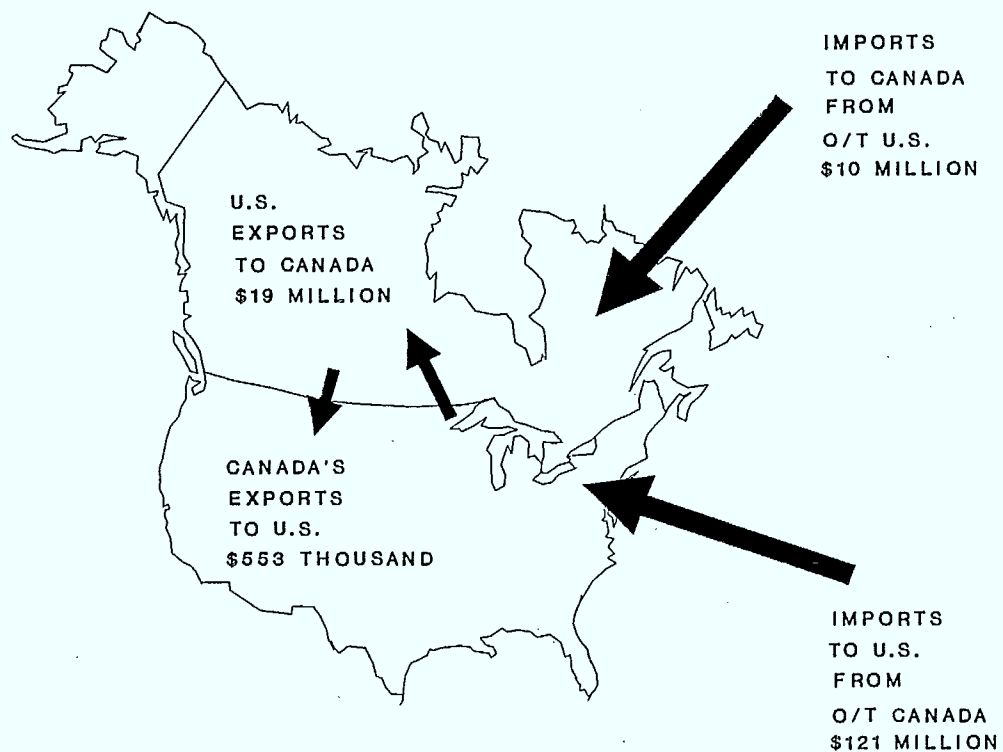 IMPORTS
TO CANADA
FROM
O/T U.S.
$10 MILLION
U.S.
EXPORTS
TO CANADA
$19 MILLION
CANADA'S
EXPORTS
TO U.S.
$553 THOUSAND
IMPORTS
TO U.S.
FROM
O/T CANADA
$121 MILLION